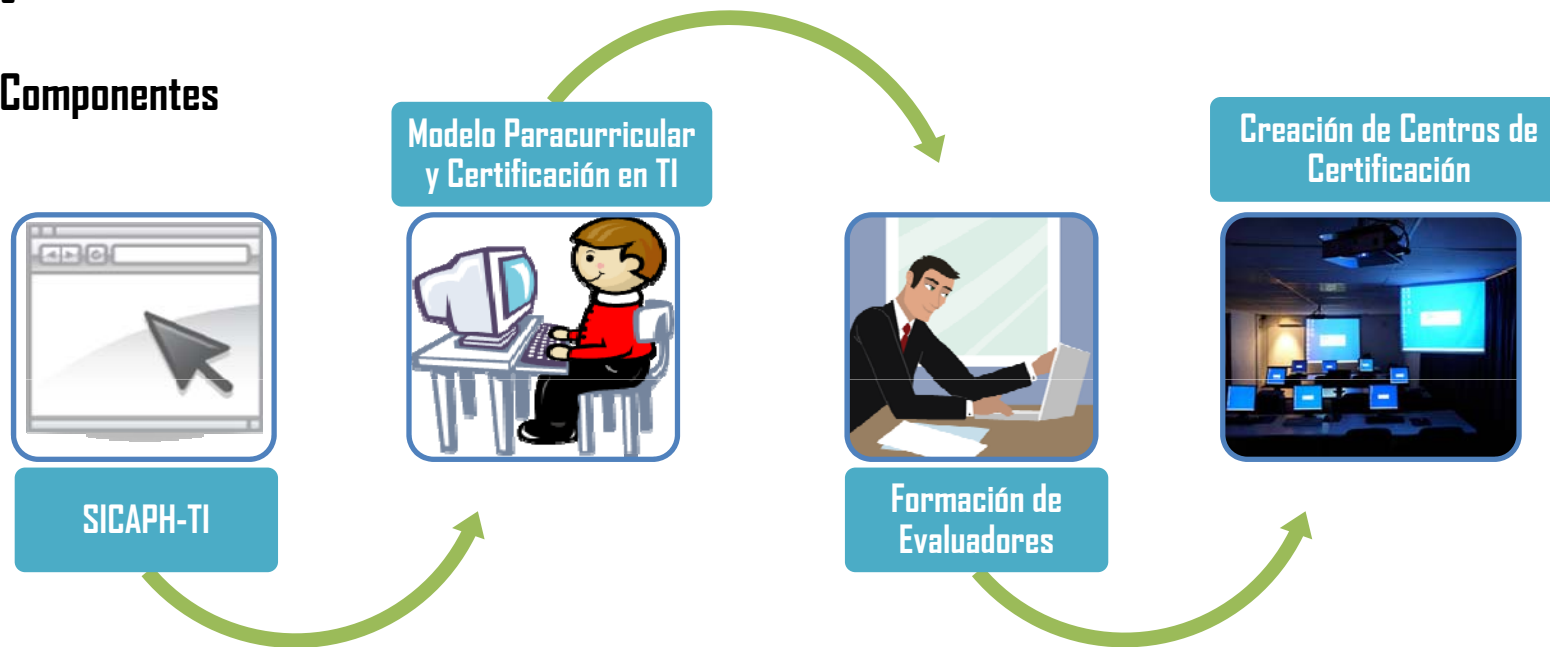 Componentes
Modelo Paracurricular
y Certificación en TI
Creación de Centros de
Certificación
SICAPH-TI
Formación de
Evaluadores